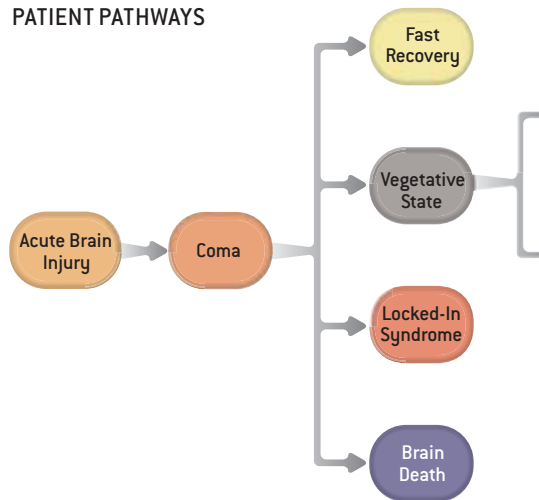 PATIENT PATHWAYS
Fast
Recovery
Vegetative
State
Acute Brain
Injury
Coma
Locked-In
Syndrome
Brain
Death